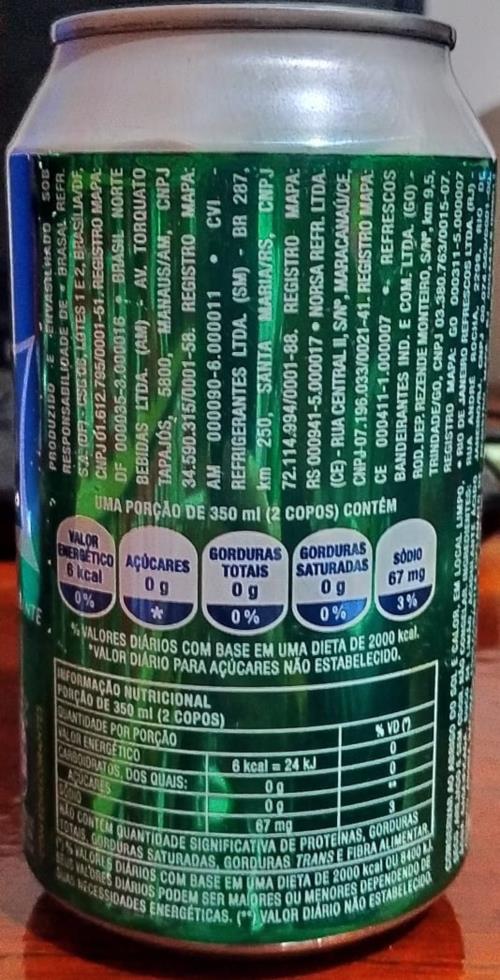 PRODUZIDO E ENVASILHADO SOB
RESPONSABILIDADE DE • BRASAL REFR.
LOTES 1 E 2, BRASÍLIA/DF,
CNPJ 01.612.795/0001-51. REGISTRO MAPA:
DF 000035-3.000016 • BRASIL NORTE
BEBIDAS LTDA. (AM) - AV. TORQUATO
TAPAJÓS, 5800, MANAUS/AM, CNPJ
34.590.315/0001-58. REGISTRO MAPA:
AM 000090-6.000011 • CVI -
REFRIGERANTES LTDA. (SM) - BR 287,
km 250, SANTA MARIA/RS, CNPJ
72.114.994/0001-88. REGISTRO MAPA:
RS 000941-5.000017 • NORSA REFR. LTDA.
(CE) - RUA CENTRAL II, S/Nº, MARACANAÚ/CE,
CNPJ 07.196.033/0021-41. REGISTRO MAPA:
CE 000411-1.000007 • REFRESCOS
BANDEIRANTES IND. E COM. LTDA. (GO) -
ROD. DEP. REZENDE MONTEIRO, S/Nº, km 9,5,
TRINDADE/GO, CNPJ 03.380.763/0015-07.
REGISTRO MAPA: GO 000311-5.000007
• RIO DE JANEIRO REFRESCOS LTDA. (RJ) -
RUA ANDRÉ ROCHA, 2299, RIO DE
UMA PORÇÃO DE 350 ml (2 COPOS) CONTÉM
VALOR ENERGÉTICO 6 kcal 0%
AÇÚCARES 0 g *
GORDURAS TOTAIS 0 g 0%
GORDURAS SATURADAS 0 g 0%
SÓDIO 67 mg 3%
% VALORES DIÁRIOS COM BASE EM UMA DIETA DE 2000 kcal.
*VALOR DIÁRIO PARA AÇÚCARES NÃO ESTABELECIDO.
INFORMAÇÃO NUTRICIONAL
PORÇÃO DE 350 ml (2 COPOS)
QUANTIDADE POR PORÇÃO % VD (*)
VALOR ENERGÉTICO 6 kcal = 24 kJ 0
CARBOIDRATOS, DOS QUAIS: 0 g 0
AÇÚCARES 0 g **
SÓDIO 67 mg 3
NÃO CONTÉM QUANTIDADE SIGNIFICATIVA DE PROTEÍNAS, GORDURAS
TOTAIS, GORDURAS SATURADAS, GORDURAS TRANS E FIBRA ALIMENTAR.
(*) % VALORES DIÁRIOS COM BASE EM UMA DIETA DE 2000 kcal OU 8400 kJ.
SEUS VALORES DIÁRIOS PODEM SER MAIORES OU MENORES DEPENDENDO DE
SUAS NECESSIDADES ENERGÉTICAS. (**) VALOR DIÁRIO NÃO ESTABELECIDO.